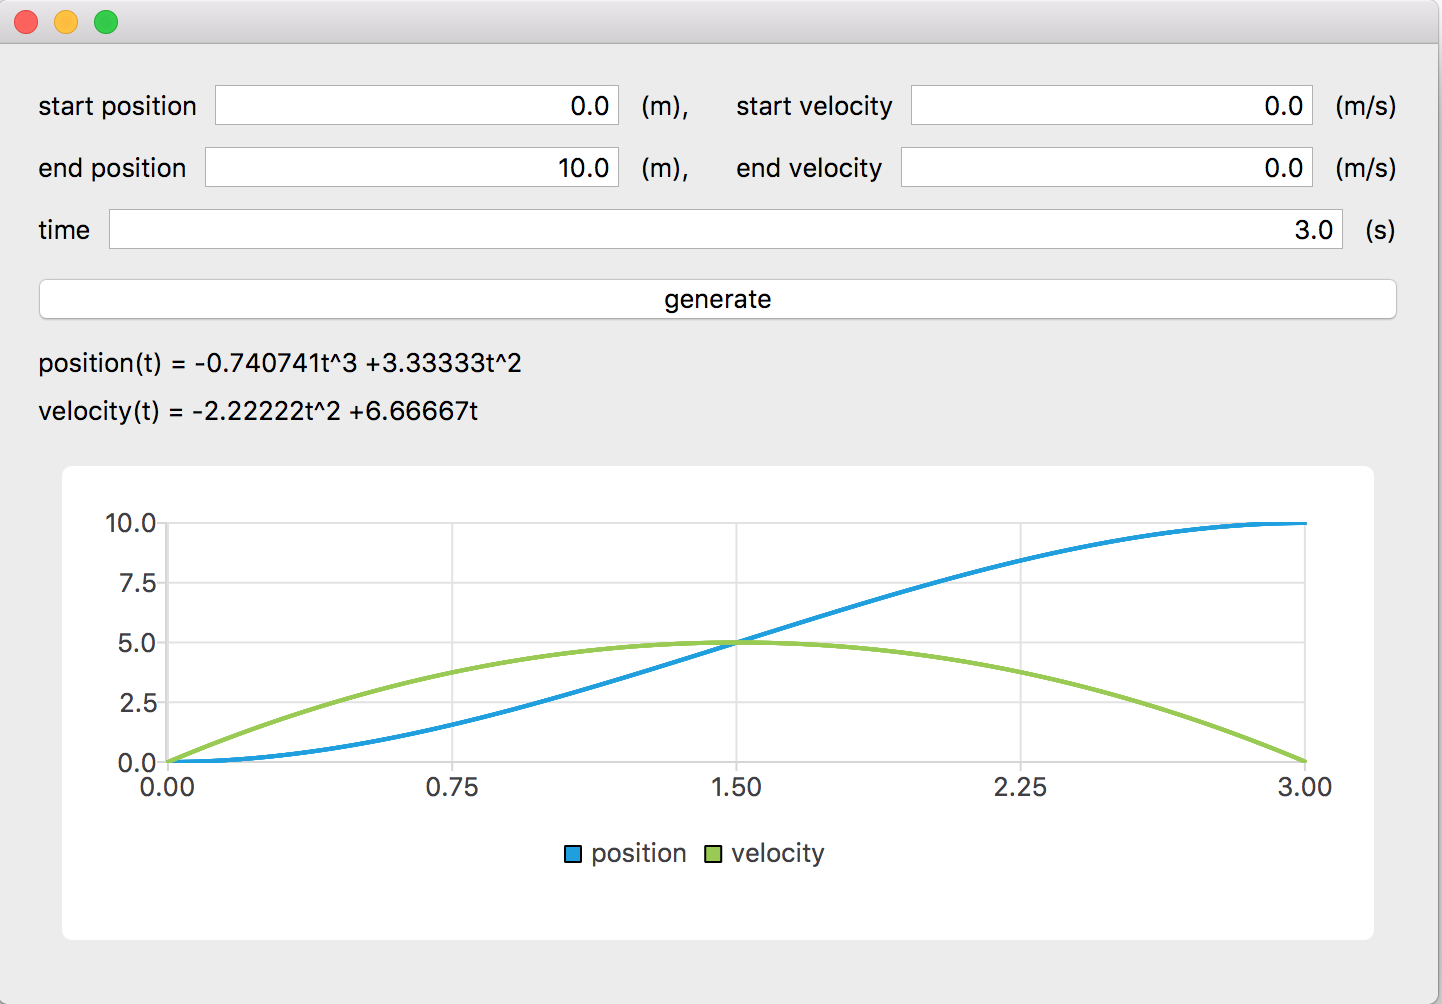 start position 0.0 (m), start velocity 0.0 (m/s)
end position 10.0 (m), end velocity 0.0 (m/s)
time 3.0 (s)
generate
position(t) = -0.740741t^3 +3.33333t^2
velocity(t) = -2.22222t^2 +6.66667t
10.0
7.5
5.0
2.5
0.0
0.00 0.75 1.50 2.25 3.00
position velocity